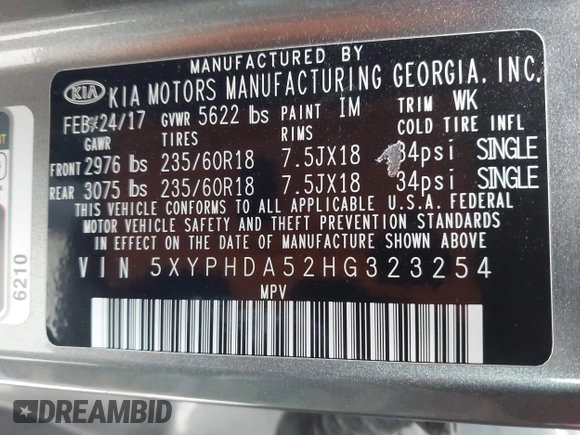 MANUFACTURED BY
KIA KIA MOTORS MANUFACTURING GEORGIA, INC.
FEB/24/17 GVWR 5622 lbs PAINT IM TRIM WK
GAWR TIRES RIMS COLD TIRE INFL
FRONT 2976 lbs 235/60R18 7.5JX18 34psi SINGLE
REAR 3075 lbs 235/60R18 7.5JX18 34psi SINGLE
THIS VEHICLE CONFORMS TO ALL APPLICABLE U.S.A. FEDERAL
MOTOR VEHICLE SAFETY AND THEFT PREVENTION STANDARDS
IN EFFECT ON THE DATE OF MANUFACTURE SHOWN ABOVE.
VIN 5XYPHDA52HG323254
MPV
6210
DREAMBID